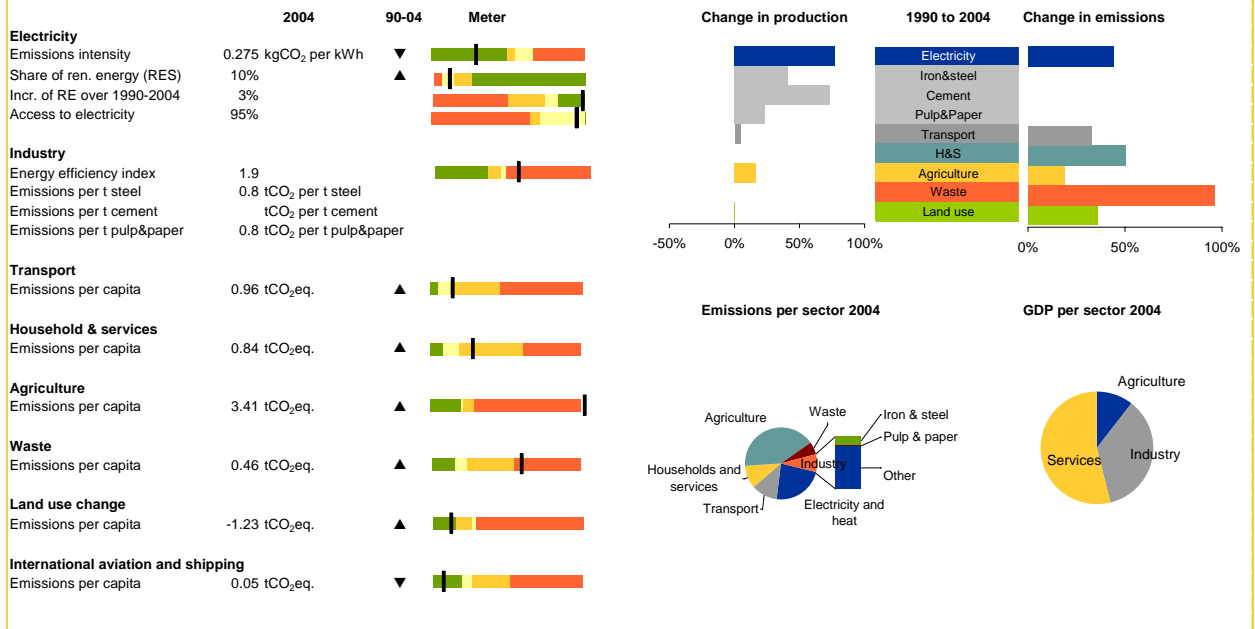 2004 90-04 Meter
Electricity
Emissions intensity 0.275 kgCO₂ per kWh ▼
Share of ren. energy (RES) 10% ▲
Incr. of RE over 1990-2004 3%
Access to electricity 95%
Industry
Energy efficiency index 1.9
Emissions per t steel 0.8 tCO₂ per t steel
Emissions per t cement tCO₂ per t cement
Emissions per t pulp&paper 0.8 tCO₂ per t pulp&paper
Transport
Emissions per capita 0.96 tCO₂eq. ▲
Household & services
Emissions per capita 0.84 tCO₂eq. ▲
Agriculture
Emissions per capita 3.41 tCO₂eq. ▲
Waste
Emissions per capita 0.46 tCO₂eq. ▲
Land use change
Emissions per capita -1.23 tCO₂eq. ▲
International aviation and shipping
Emissions per capita 0.05 tCO₂eq. ▼
Change in production 1990 to 2004 Change in emissions
Electricity
Iron&steel
Cement
Pulp&Paper
Transport
H&S
Agriculture
Waste
Land use
-50% 0% 50% 100%
0% 50% 100%
Emissions per sector 2004
Agriculture
Waste
Iron & steel
Pulp & paper
Industry
Other
Households and
services
Transport
Electricity and
heat
GDP per sector 2004
Agriculture
Services
Industry